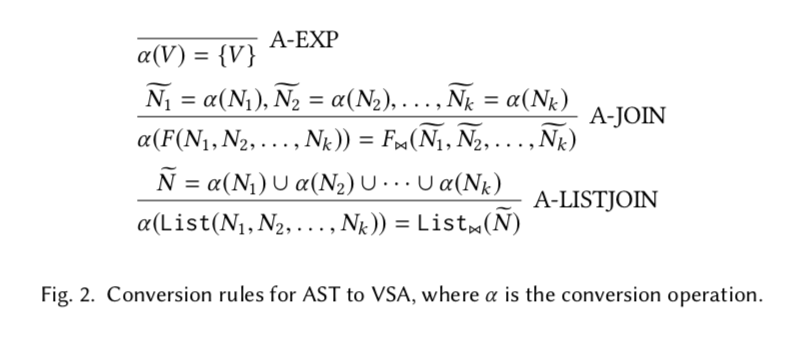 α(V) = {V} A-EXP
Ñ₁ = α(N₁), Ñ₂ = α(N₂), . . . , Ñₖ = α(Nₖ)
α(F(N₁, N₂, . . . , Nₖ)) = F⋈(Ñ₁, Ñ₂, . . . , Ñₖ) A-JOIN
Ñ = α(N₁) ∪ α(N₂) ∪ · · · ∪ α(Nₖ)
α(List(N₁, N₂, . . . , Nₖ)) = List⋈(Ñ) A-LISTJOIN
Fig. 2. Conversion rules for AST to VSA, where α is the conversion operation.